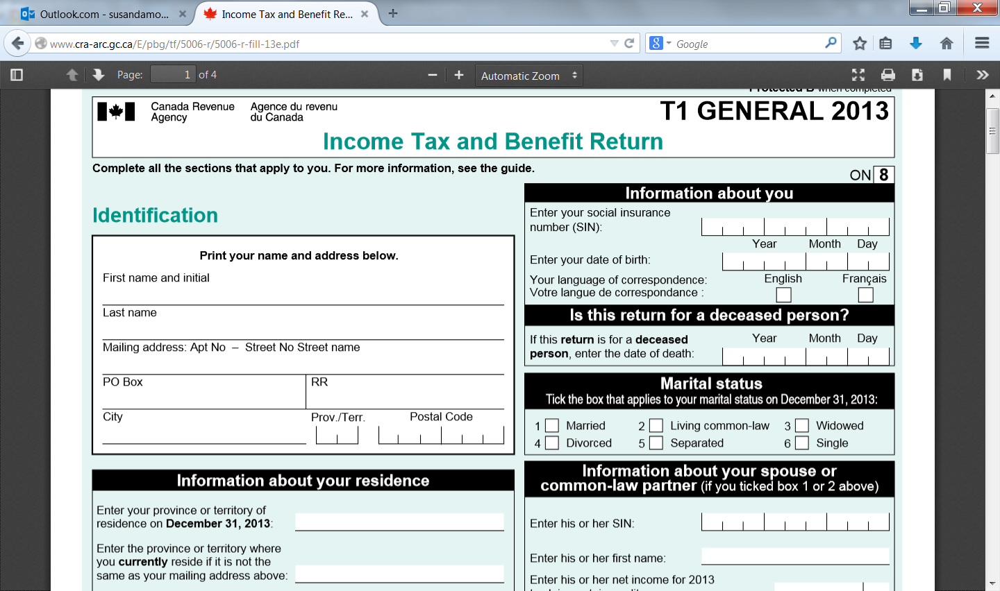 Outlook.com - susandamo...
Income Tax and Benefit Re...
www.cra-arc.gc.ca/E/pbg/tf/5006-r/5006-r-fill-13e.pdf
Google
Page: 1 of 4
Automatic Zoom
Protected B when completed
Canada Revenue Agency
Agence du revenu du Canada
T1 GENERAL 2013
Income Tax and Benefit Return
Complete all the sections that apply to you. For more information, see the guide.
ON 8
Identification
Print your name and address below.
First name and initial
Last name
Mailing address: Apt No – Street No Street name
PO Box
RR
City
Prov./Terr.
Postal Code
Information about your residence
Enter your province or territory of
residence on December 31, 2013:
Enter the province or territory where
you currently reside if it is not the
same as your mailing address above:
Information about you
Enter your social insurance
number (SIN):
Year Month Day
Enter your date of birth:
Your language of correspondence:
Votre langue de correspondance :
English
Français
Is this return for a deceased person?
If this return is for a deceased
person, enter the date of death:
Year Month Day
Marital status
Tick the box that applies to your marital status on December 31, 2013:
1 Married 2 Living common-law 3 Widowed
4 Divorced 5 Separated 6 Single
Information about your spouse or
common-law partner (if you ticked box 1 or 2 above)
Enter his or her SIN:
Enter his or her first name:
Enter his or her net income for 2013